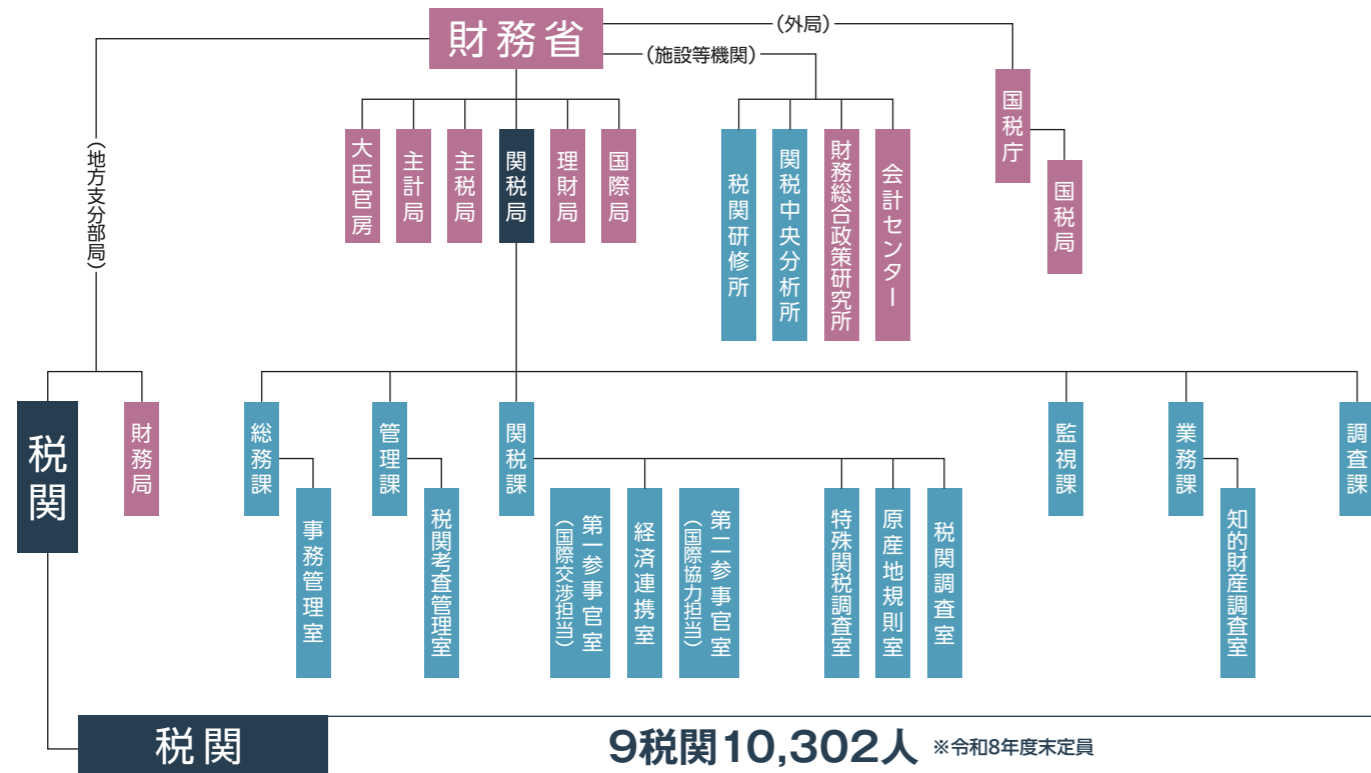 財務省
(外局)
(施設等機関)
(地方支分部局)
大臣官房
主計局
主税局
関税局
理財局
国際局
税関研修所
関税中央分析所
財務総合政策研究所
会計センター
国税庁
国税局
税関
財務局
総務課
事務管理室
管理課
税関考査管理室
関税課
第一参事官室
(国際交渉担当)
経済連携室
第二参事官室
(国際協力担当)
特殊関税調査室
原産地規則室
税関調査室
監視課
業務課
知的財産調査室
調査課
税関
9税関10,302人 ※令和8年度末定員